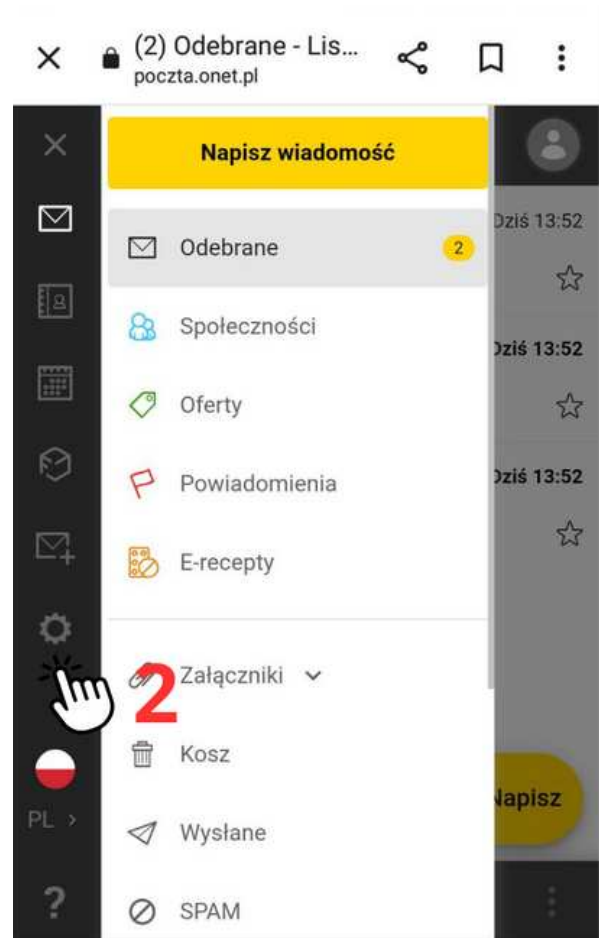 (2) Odebrane - Lis...
poczta.onet.pl
Napisz wiadomość
Odebrane 2
Dziś 13:52
Społeczności
Dziś 13:52
Oferty
Powiadomienia
Dziś 13:52
E-recepty
2
Załączniki
Kosz
Napisz
PL >
Wysłane
?
SPAM